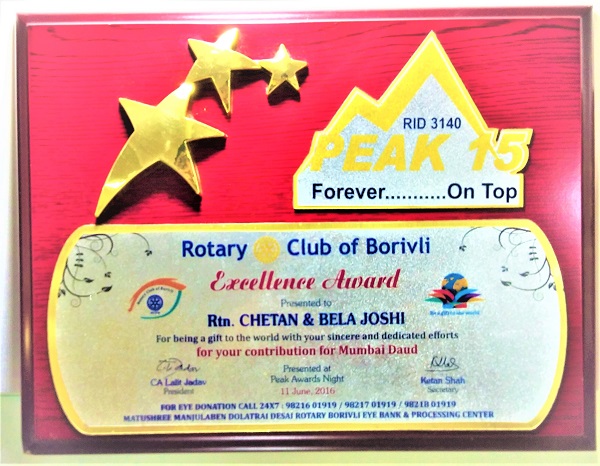 RID 3140
PEAK 15
Forever...........On Top
Rotary Club of Borivli
Excellence Award
Presented to
Rtn. CHETAN & BELA JOSHI
For being a gift to the world with your sincere and dedicated efforts
for your contribution for Mumbai Daud
CA Lalit Jadav
President
Presented at
Peak Awards Night
11 June, 2016
Ketan Shah
Secretary
FOR EYE DONATION CALL 24X7 : 98216 01919 / 98217 01919 / 98218 01919
MATUSHREE MANJULABEN DOLATRAI DESAI ROTARY BORIVLI EYE BANK & PROCESSING CENTER